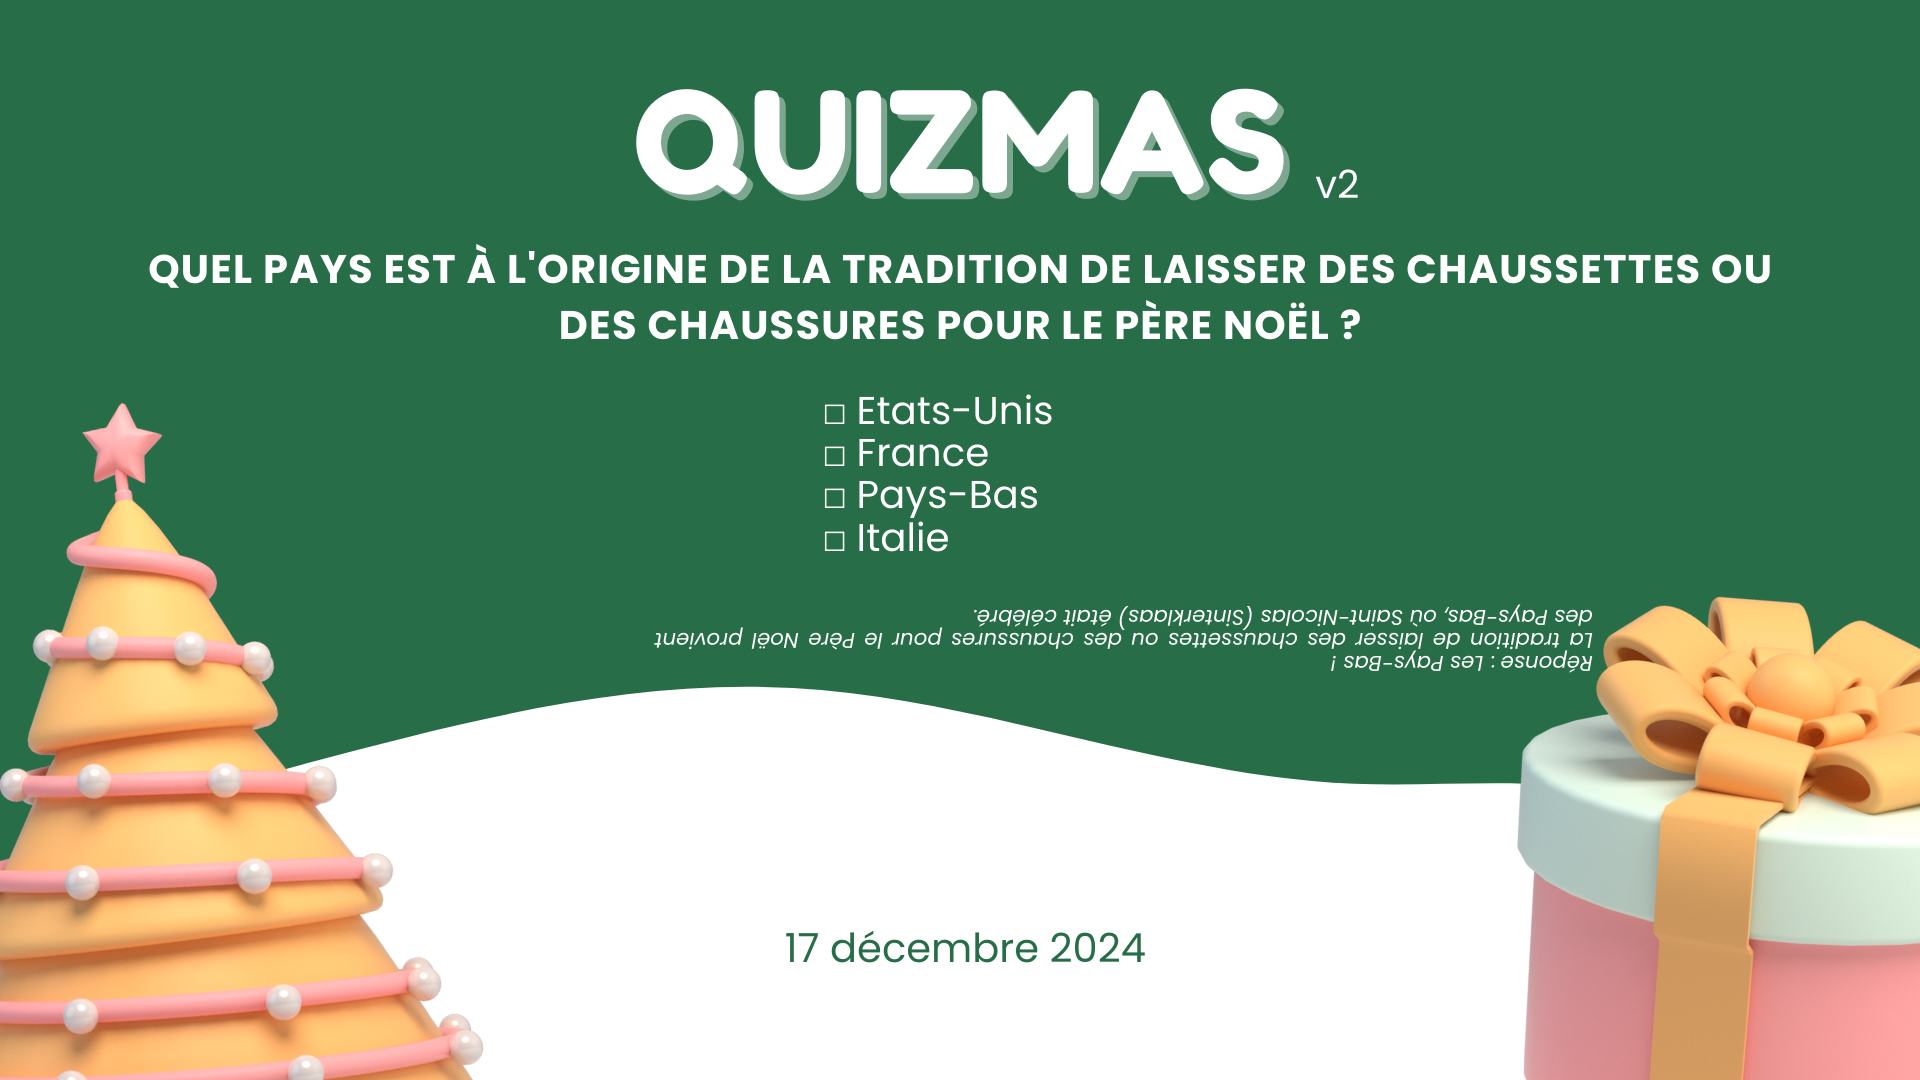 QUIZMAS v2
QUEL PAYS EST À L'ORIGINE DE LA TRADITION DE LAISSER DES CHAUSSETTES OU
DES CHAUSSURES POUR LE PÈRE NOËL ?
□ Etats-Unis
□ France
□ Pays-Bas
□ Italie
Réponse : Les Pays-Bas !
La tradition de laisser des chaussettes ou des chaussures pour le Père Noël provient
des Pays-Bas, où Saint-Nicolas (Sinterklaas) était célébré.
17 décembre 2024